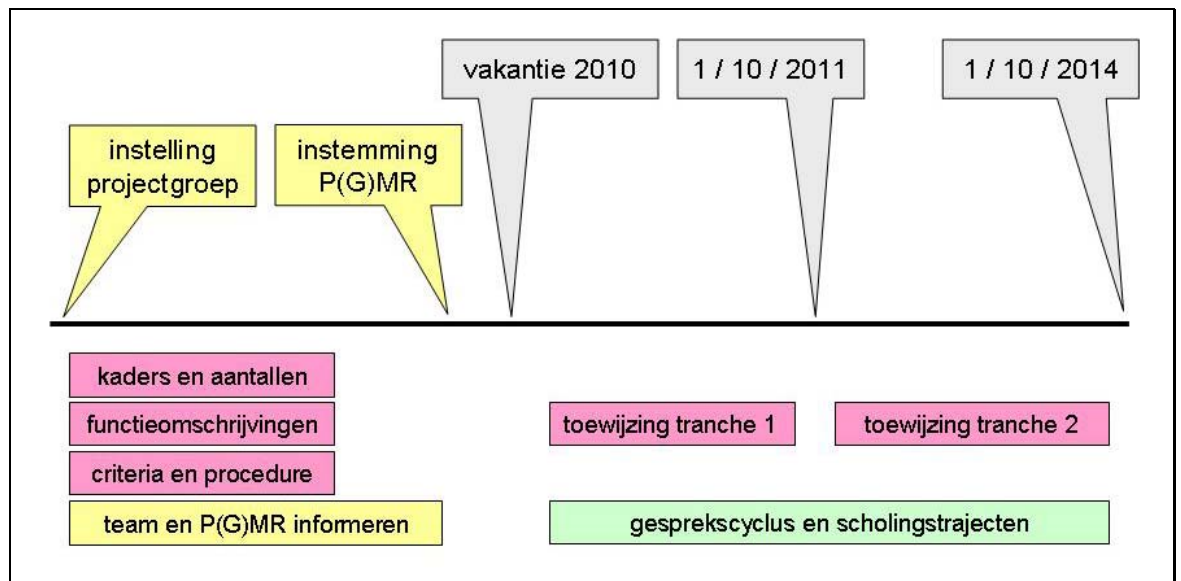 vakantie 2010
1 / 10 / 2011
1 / 10 / 2014
instelling
projectgroep
instemming
P(G)MR
kaders en aantallen
functieomschrijvingen
toewijzing tranche 1
toewijzing tranche 2
criteria en procedure
team en P(G)MR informeren
gesprekscyclus en scholingstrajecten